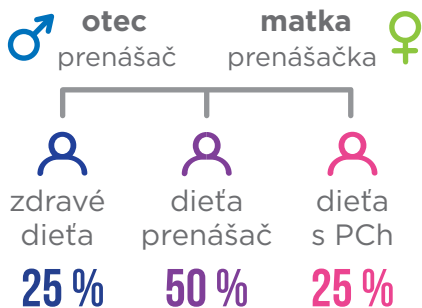 otec matka
prenášač prenášačka
zdravé dieťa dieťa
dieťa prenášač s PCh
25 % 50 % 25 %